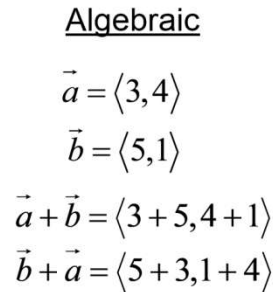 Algebraic
a⃗ = ⟨3,4⟩
b⃗ = ⟨5,1⟩
a⃗ + b⃗ = ⟨3 + 5,4 + 1⟩
b⃗ + a⃗ = ⟨5 + 3,1 + 4⟩